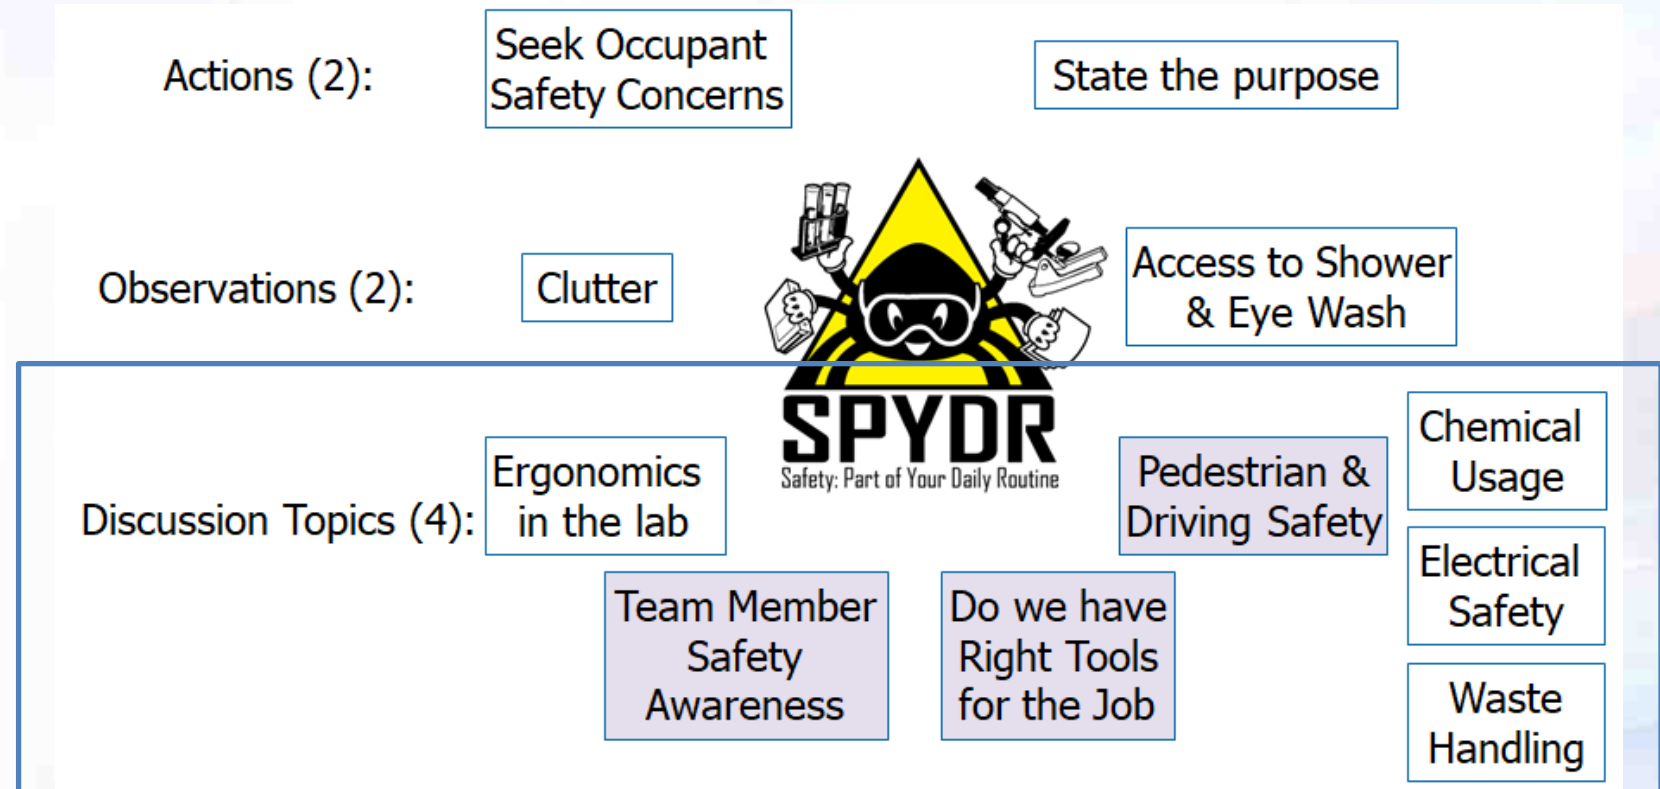 Actions (2):
Seek Occupant
Safety Concerns
State the purpose
Observations (2):
Clutter
Access to Shower
& Eye Wash
SPYDR
Safety: Part of Your Daily Routine
Discussion Topics (4):
Ergonomics
in the lab
Pedestrian &
Driving Safety
Chemical
Usage
Electrical
Safety
Team Member
Safety
Awareness
Do we have
Right Tools
for the Job
Waste
Handling